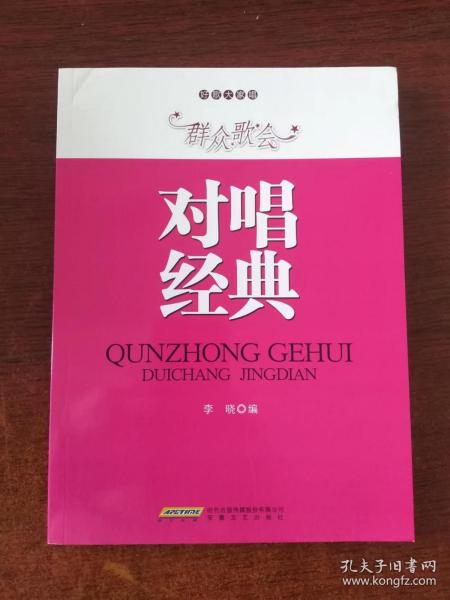 好歌大家唱
群众歌会
对唱
经典
QUNZHONG GEHUI
DUICHANG JINGDIAN
李 晓 编
时代出版传媒股份有限公司
安徽文艺出版社
孔夫子旧书网
www.kongfz.com